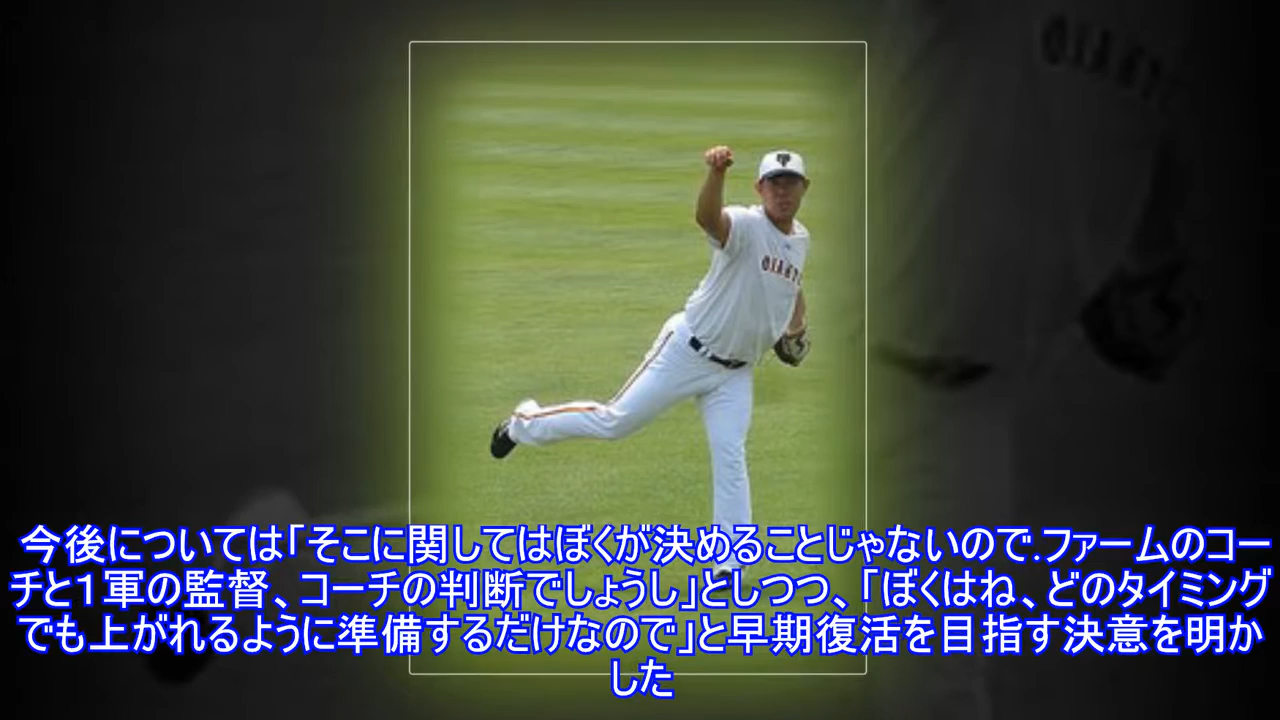 GIANTS
今後については｢そこに関してはぼくが決めることじゃないので.ファームのコー
チと１軍の監督､コーチの判断でしょうし｣としつつ､｢ぼくはね､どのタイミング
でも上がれるように準備するだけなので｣と早期復活を目指す決意を明か
した